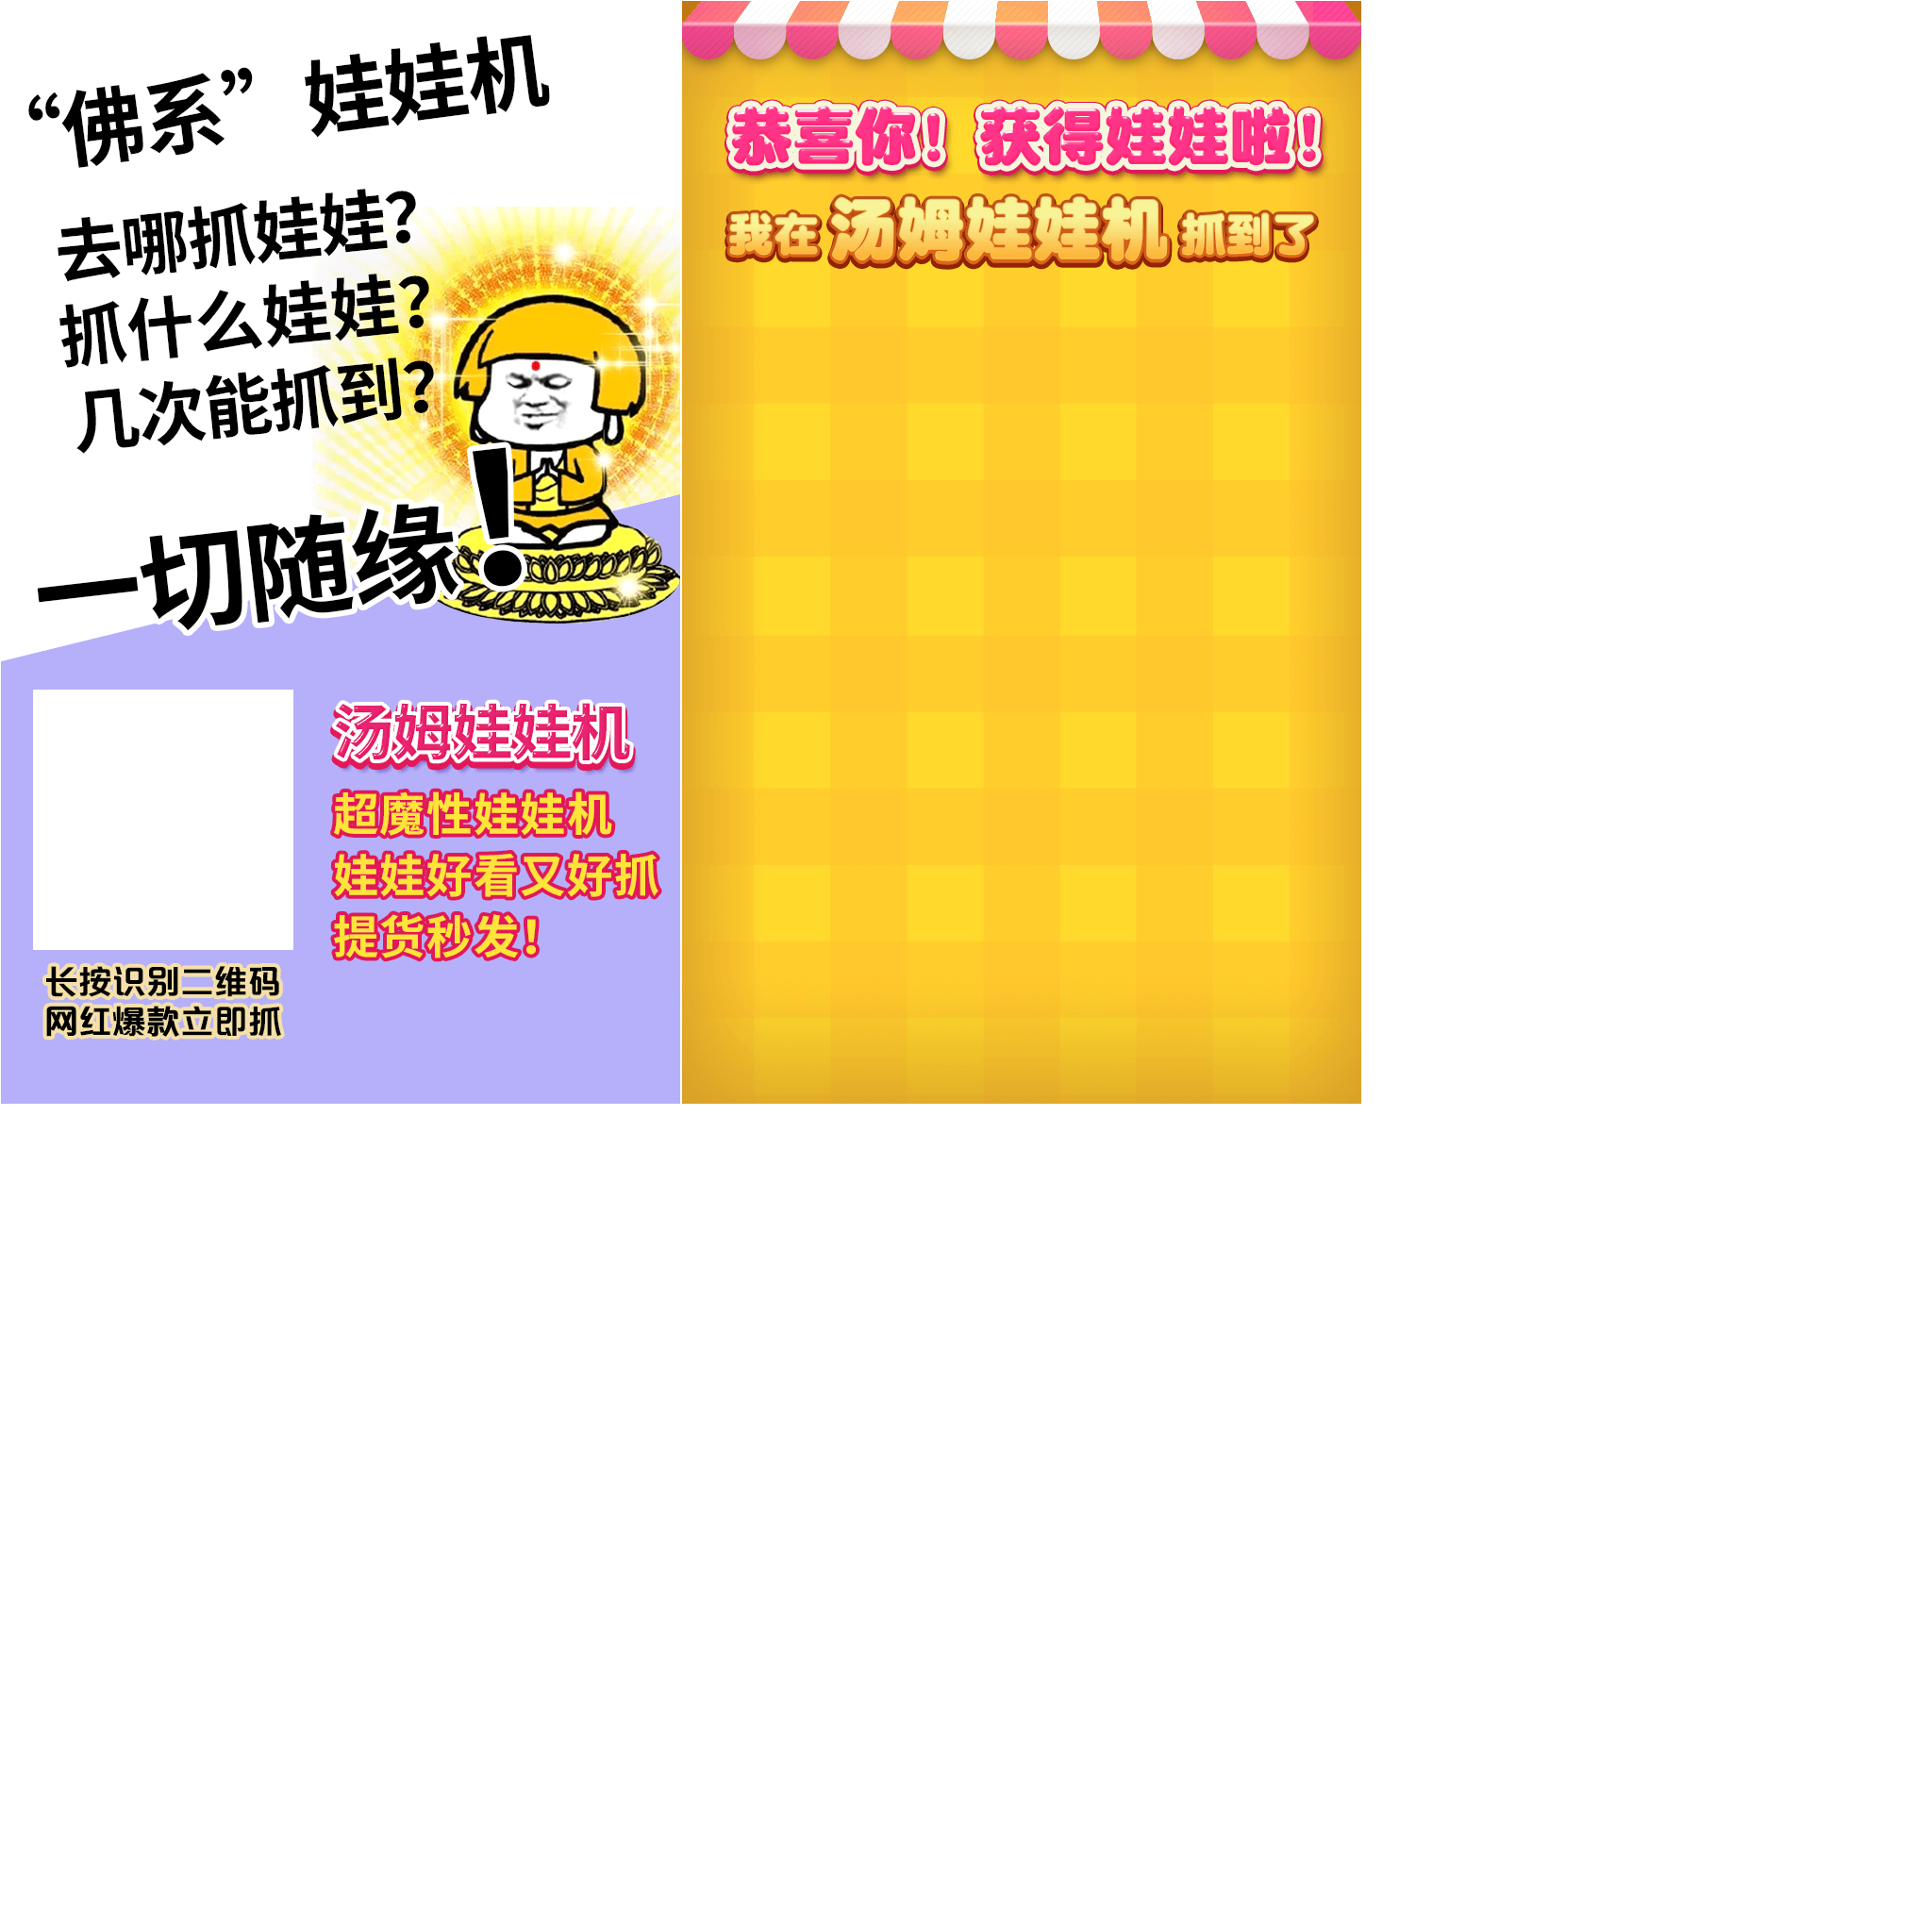 “佛系” 娃娃机
去哪抓娃娃？
抓什么娃娃？
几次能抓到？
一切随缘！
汤姆娃娃机
超魔性娃娃机
娃娃好看又好抓
提货秒发！
长按识别二维码
网红爆款立即抓
恭喜你！ 获得娃娃啦！
我在 汤姆娃娃机 抓到了